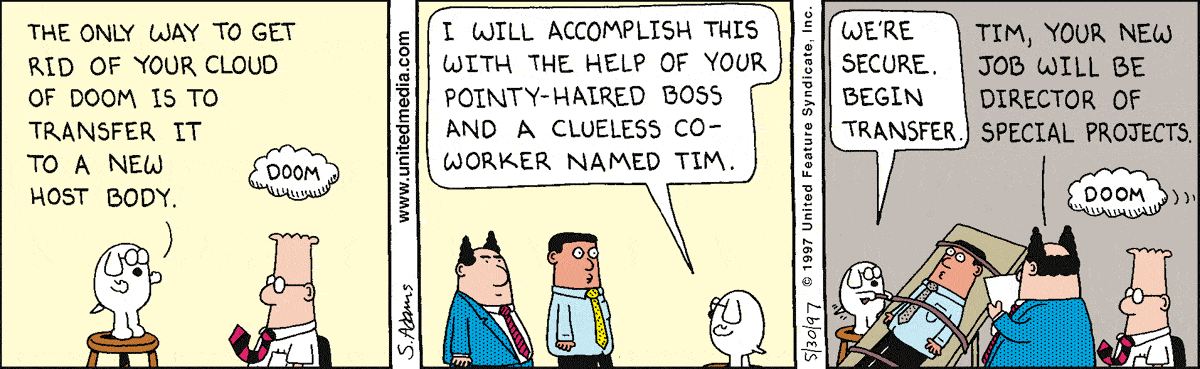 THE ONLY WAY TO GET
RID OF YOUR CLOUD
OF DOOM IS TO
TRANSFER IT
TO A NEW
HOST BODY.
DOOM
www.unitedmedia.com
S. Adams
I WILL ACCOMPLISH THIS
WITH THE HELP OF YOUR
POINTY-HAIRED BOSS
AND A CLUELESS CO-
WORKER NAMED TIM.
5/30/97 © 1997 United Feature Syndicate, Inc.
WE'RE
SECURE.
BEGIN
TRANSFER.
TIM, YOUR NEW
JOB WILL BE
DIRECTOR OF
SPECIAL PROJECTS.
DOOM